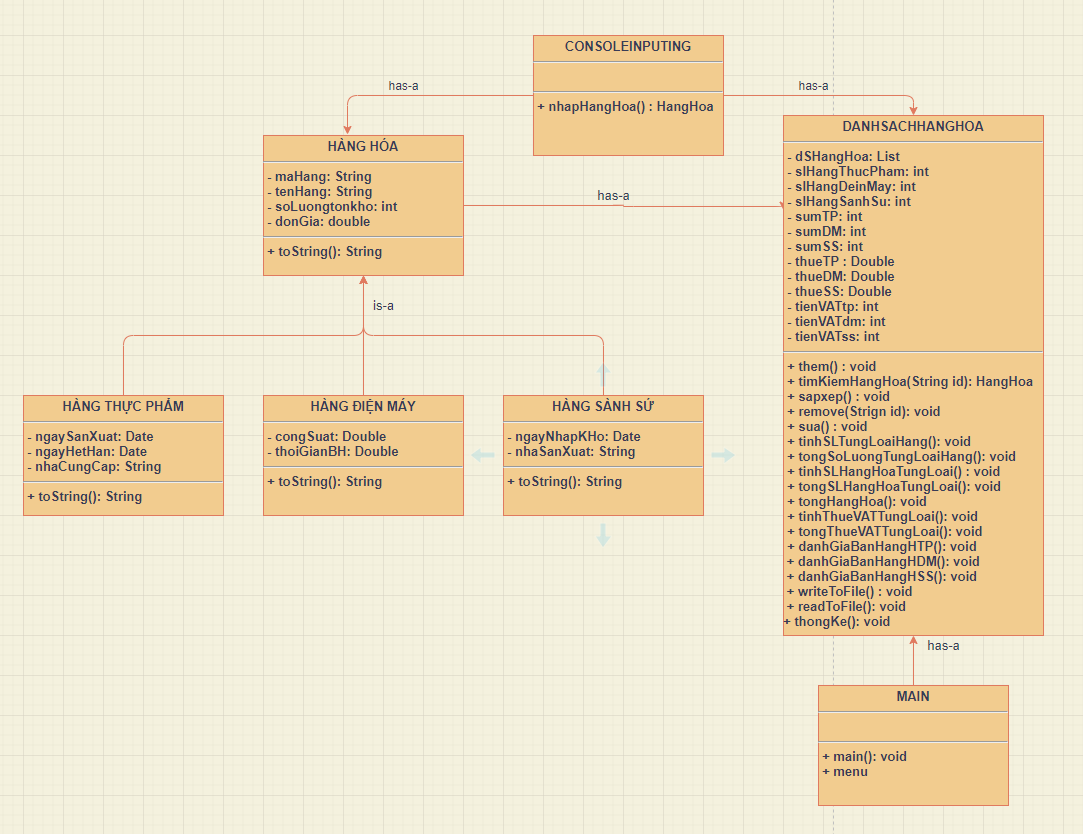 CONSOLEINPUTING
+ nhapHangHoa() : HangHoa
has-a
has-a
HÀNG HÓA
- maHang: String
- tenHang: String
- soLuongtonkho: int
- donGia: double
+ toString(): String
has-a
is-a
DANHSACHHANGHOA
- dSHangHoa: List
- slHangThucPham: int
- slHangDeinMay: int
- slHangSanhSu: int
- sumTP: int
- sumDM: int
- sumSS: int
- thueTP : Double
- thueDM: Double
- thueSS: Double
- tienVATtp: int
- tienVATdm: int
- tienVATss: int
+ them() : void
+ timKiemHangHoa(String id): HangHoa
+ sapxep() : void
+ remove(Strign id): void
+ sua() : void
+ tinhSLTungLoaiHang(): void
+ tongSoLuongTungLoaiHang(): void
+ tinhSLHangHoaTungLoai() : void
+ tongSLHangHoaTungLoai(): void
+ tongHangHoa(): void
+ tinhThueVATTungLoai(): void
+ tongThueVATTungLoai(): void
+ danhGiaBanHangHTP(): void
+ danhGiaBanHangHDM(): void
+ danhGiaBanHangHSS(): void
+ writeToFile() : void
+ readToFile(): void
+ thongKe(): void
HÀNG THỰC PHẨM
- ngaySanXuat: Date
- ngayHetHan: Date
- nhaCungCap: String
+ toString(): String
HÀNG ĐIỆN MÁY
- congSuat: Double
- thoiGianBH: Double
+ toString(): String
HÀNG SÀNH SỨ
- ngayNhapKHo: Date
- nhaSanXuat: String
+ toString(): String
has-a
MAIN
+ main(): void
+ menu